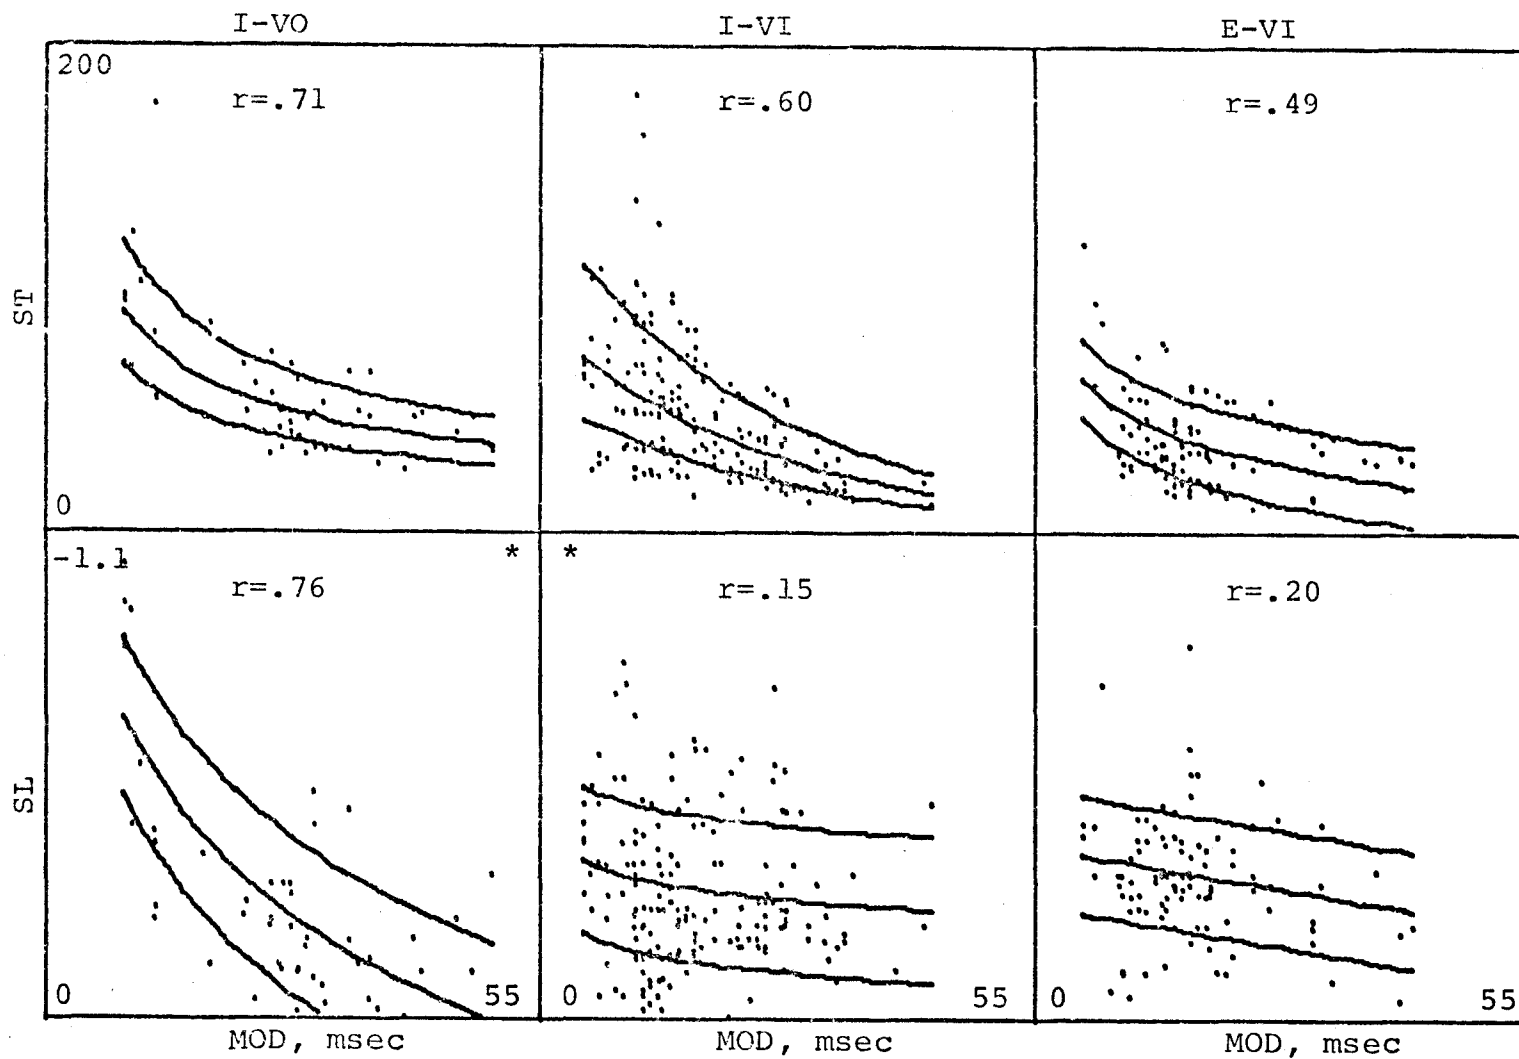 I-VO I-VI E-VI
200
r=.71 r=.60 r=.49
ST
0
-1.1 * *
r=.76 r=.15 r=.20
SL
0 55 0 55 0 55
MOD, msec MOD, msec MOD, msec